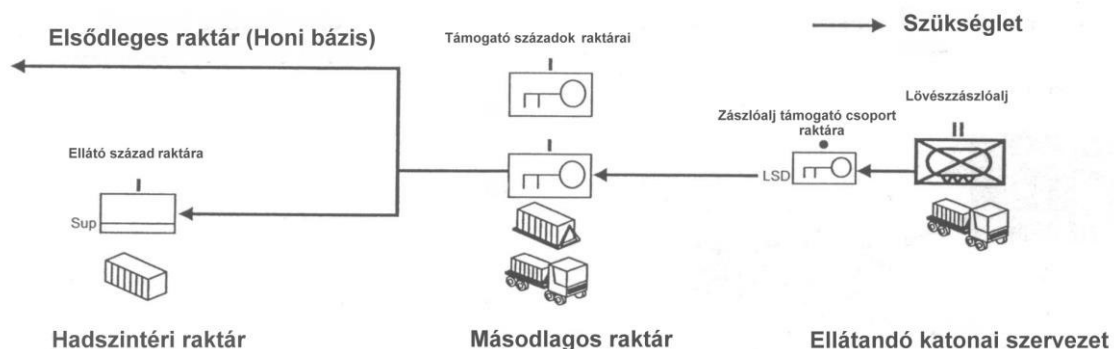 Szükséglet
Elsődleges raktár (Honi bázis)
Támogató századok raktárai
Lövészzászlóalj
Zászlóalj támogató csoport
raktára
Ellátó század raktára
LSD
Sup
Hadszintéri raktár
Másodlagos raktár
Ellátandó katonai szervezet